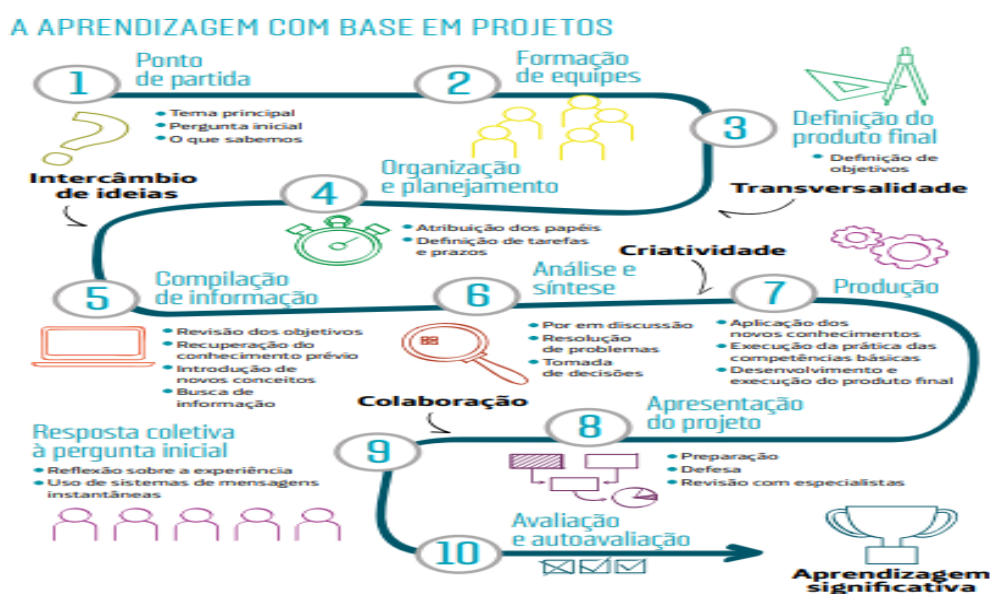 A APRENDIZAGEM COM BASE EM PROJETOS
1
Ponto
de partida
• Tema principal
• Pergunta inicial
• O que sabemos
2
Formação
de equipes
3
Definição do
produto final
• Definição de
objetivos
Transversalidade
4
Organização
e planejamento
• Atribuição dos papéis
• Definição de tarefas
e prazos
Intercâmbio
de ideias
5
Compilação
de informação
• Revisão dos objetivos
• Recuperação do
conhecimento prévio
• Introdução de
novos conceitos
• Busca de
informação
6
Análise e
síntese
• Por em discussão
• Resolução
de problemas
• Tomada
de decisões
Criatividade
7
Produção
• Aplicação dos
novos conhecimentos
• Execução da prática das
competências básicas
• Desenvolvimento e
execução do produto final
8
Apresentação
do projeto
• Preparação
• Defesa
• Revisão com especialistas
Colaboração
9
Resposta coletiva
à pergunta inicial
• Reflexão sobre a experiência
• Uso de sistemas de mensagens
instantâneas
10
Avaliação
e autoavaliação
Aprendizagem
significativa